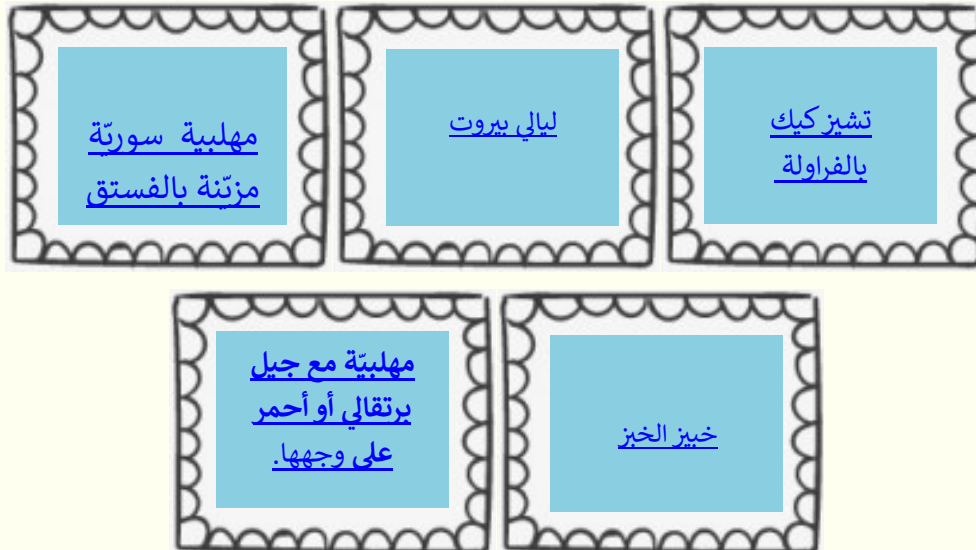 تشيز كيك
بالفراولة
ليالي بيروت
مهلبية سوريّة
مزيّنة بالفستق
خبيز الخبز
مهلبيّة مع جيل
برتقالي أو أحمر
على وجهها.